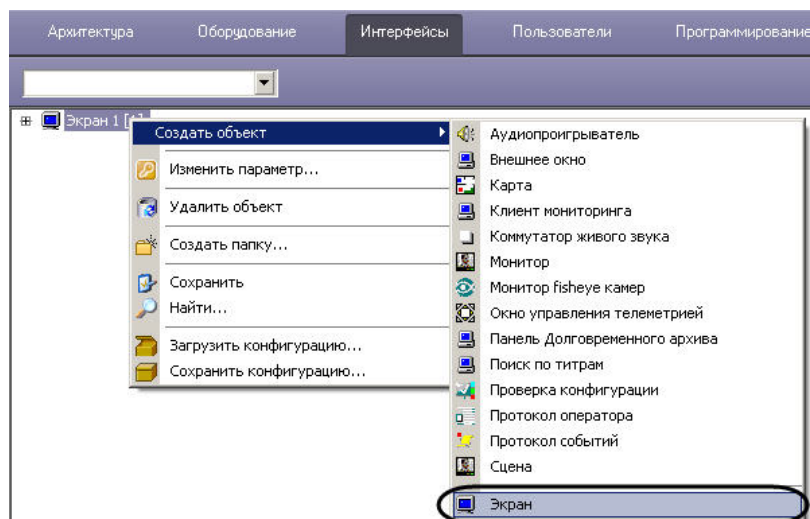 Архитектура Оборудование Интерфейсы Пользователи Программирование
Экран 1 [1]
Создать объект
Изменить параметр...
Удалить объект
Создать папку...
Сохранить
Найти...
Загрузить конфигурацию...
Сохранить конфигурацию...
Аудиопроигрыватель
Внешнее окно
Карта
Клиент мониторинга
Коммутатор живого звука
Монитор
Монитор fisheye камер
Окно управления телеметрией
Панель Долговременного архива
Поиск по титрам
Проверка конфигурации
Протокол оператора
Протокол событий
Сцена
Экран